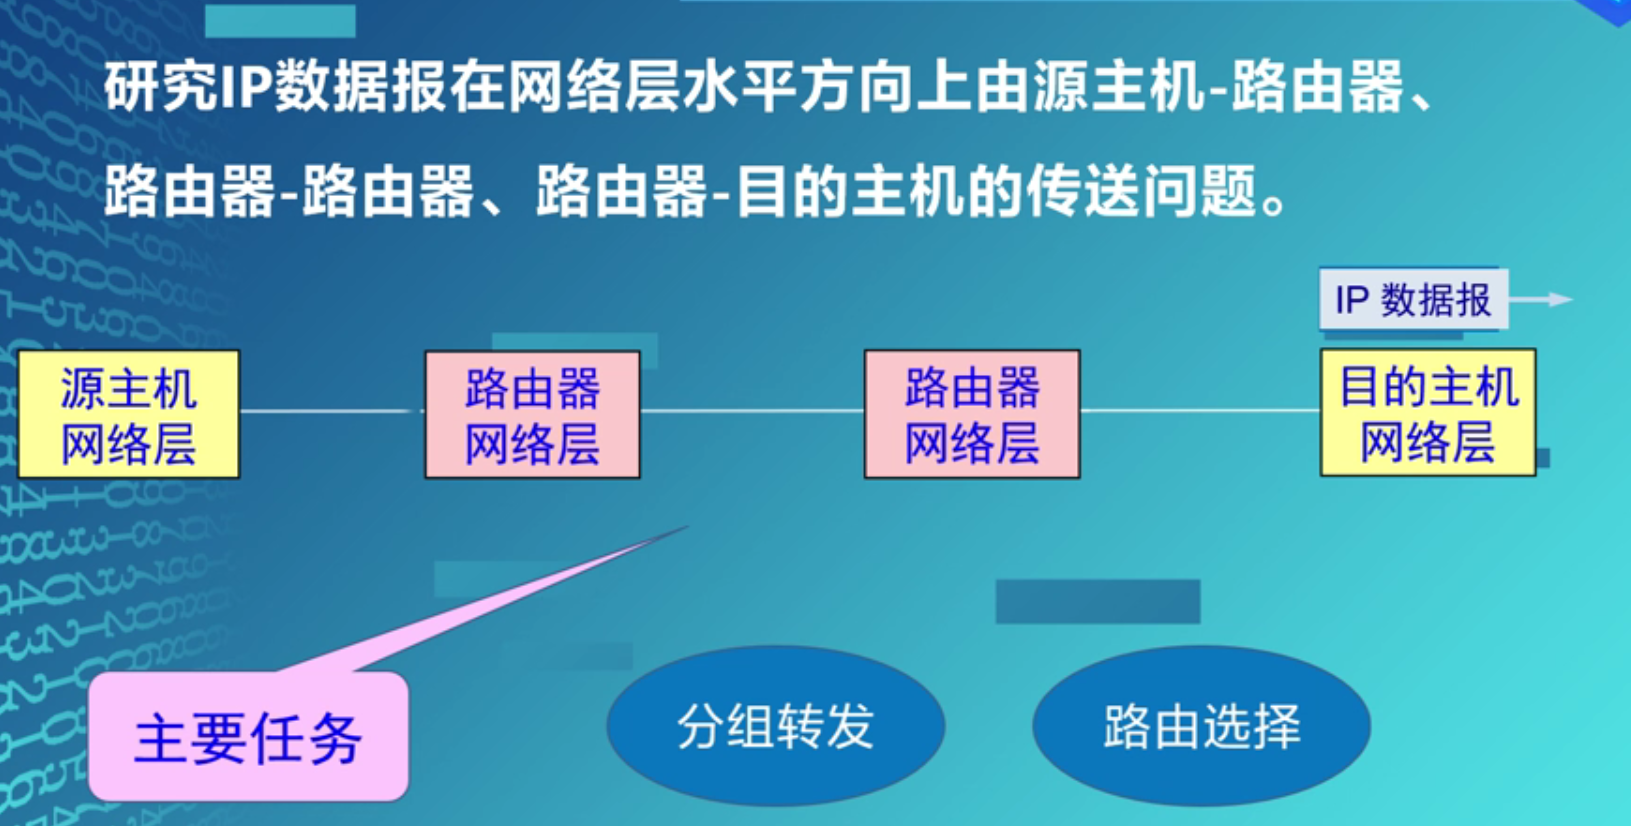 研究IP数据报在网络层水平方向上由源主机-路由器、
路由器-路由器、路由器-目的主机的传送问题。
IP 数据报
源主机
网络层
路由器
网络层
路由器
网络层
目的主机
网络层
主要任务
分组转发
路由选择